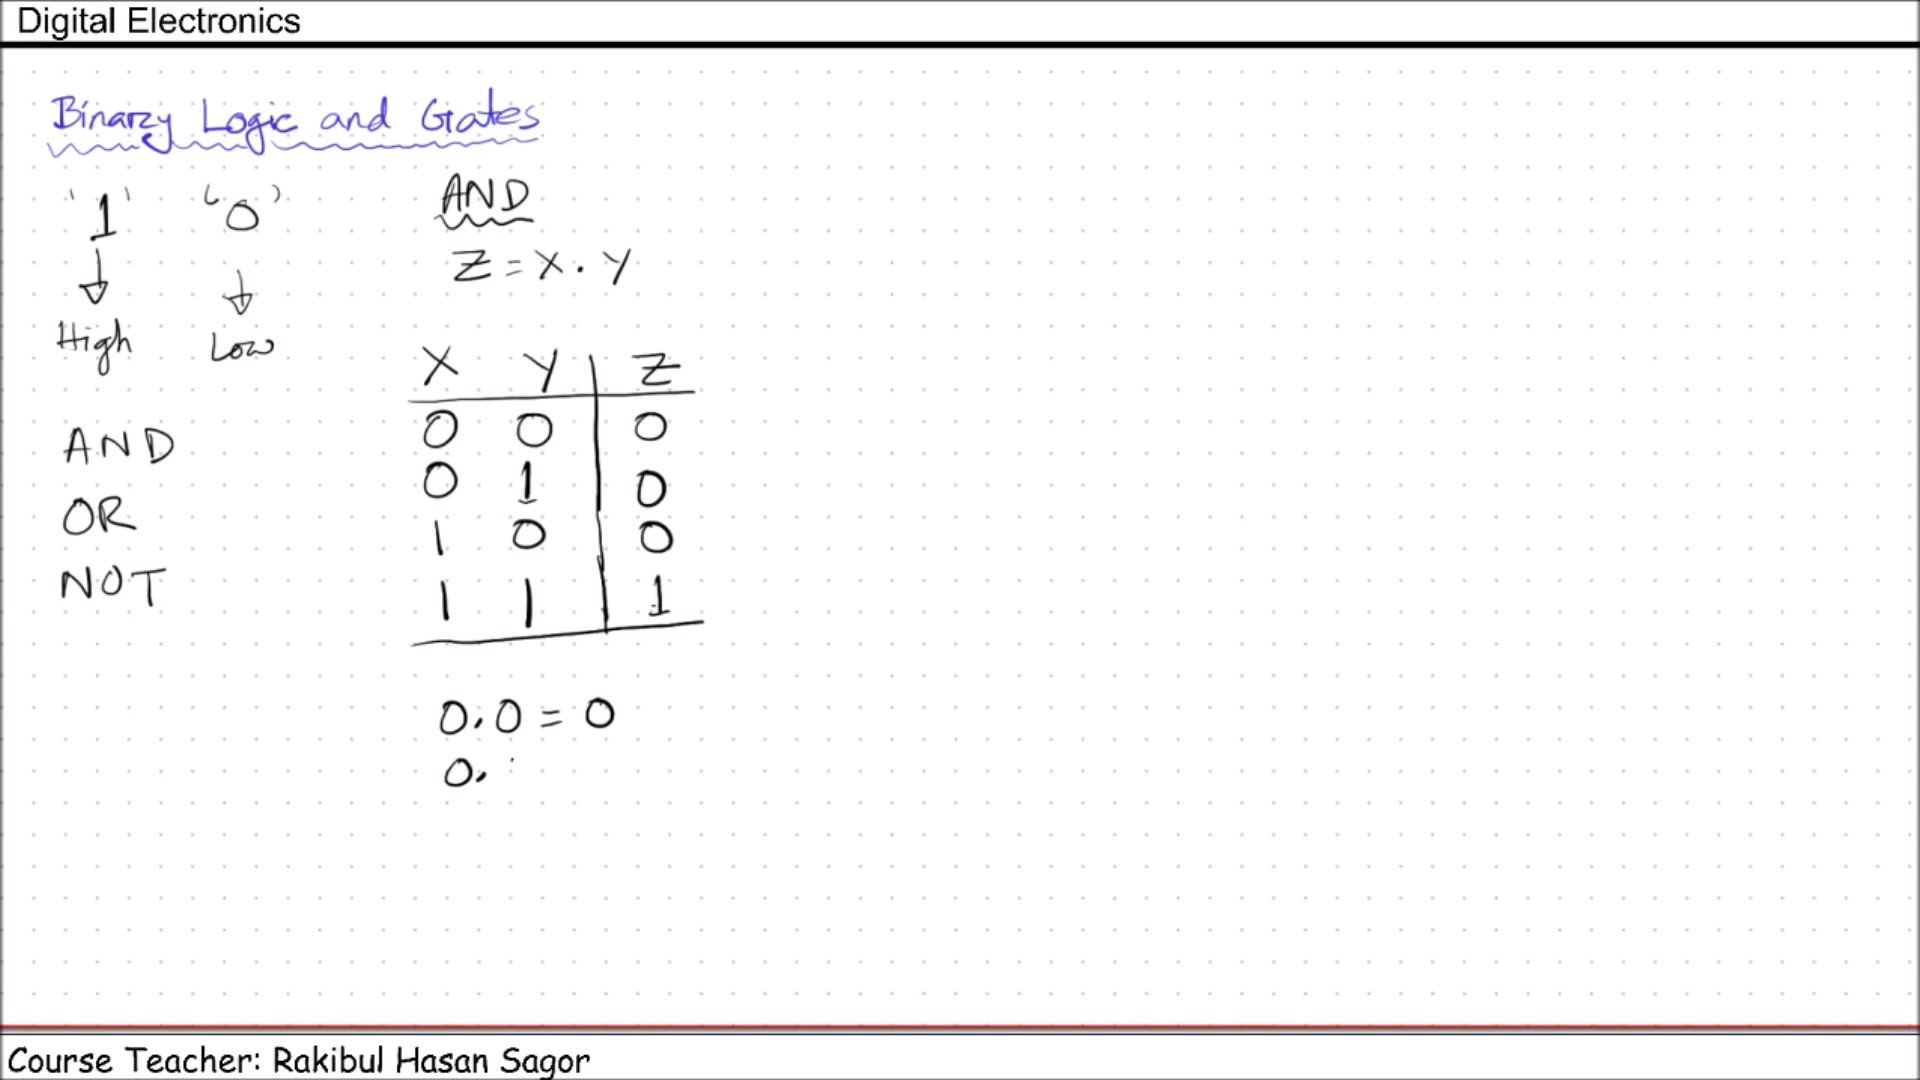 Digital Electronics
Binary Logic and Gates
'1' '0'
High Low
AND
OR
NOT
AND
Z = X . Y
X Y Z
0 0 0
0 1 0
1 0 0
1 1 1
0.0 = 0
0.
Course Teacher: Rakibul Hasan Sagor